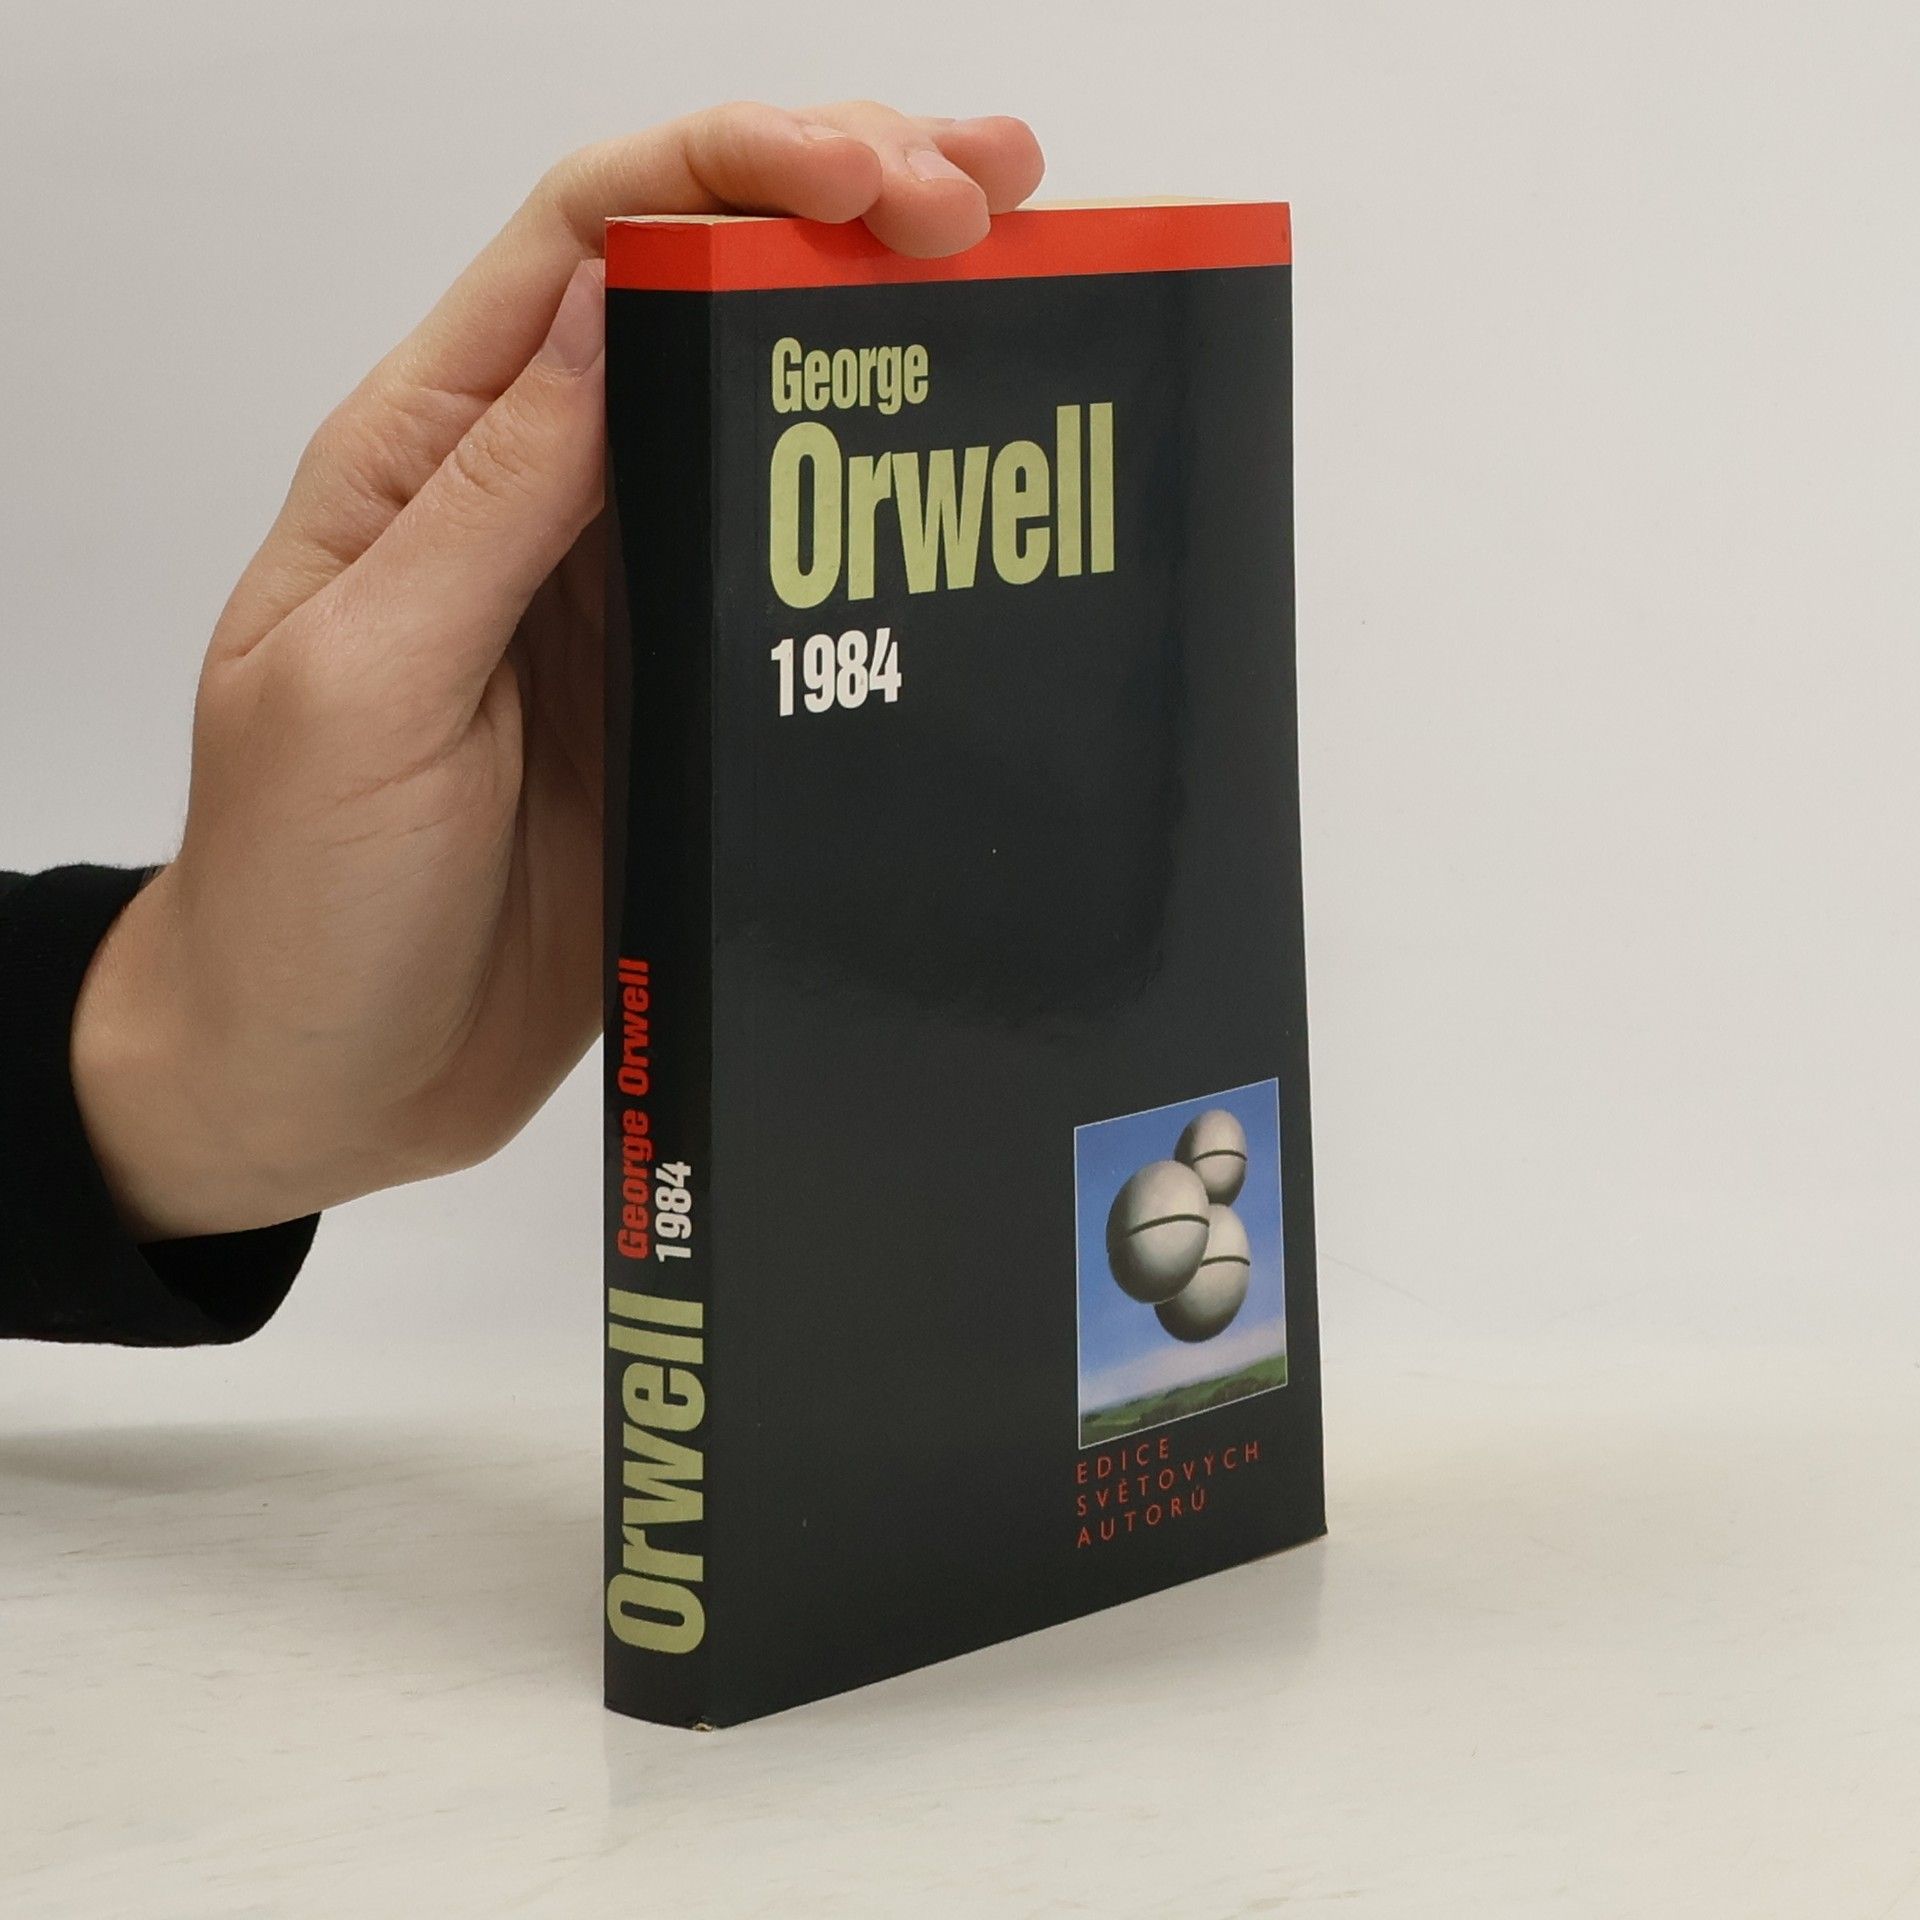 George
Orwell
1984
EDICE
SVĚTOVÝCH
AUTORŮ
Orwell
George Orwell
1984